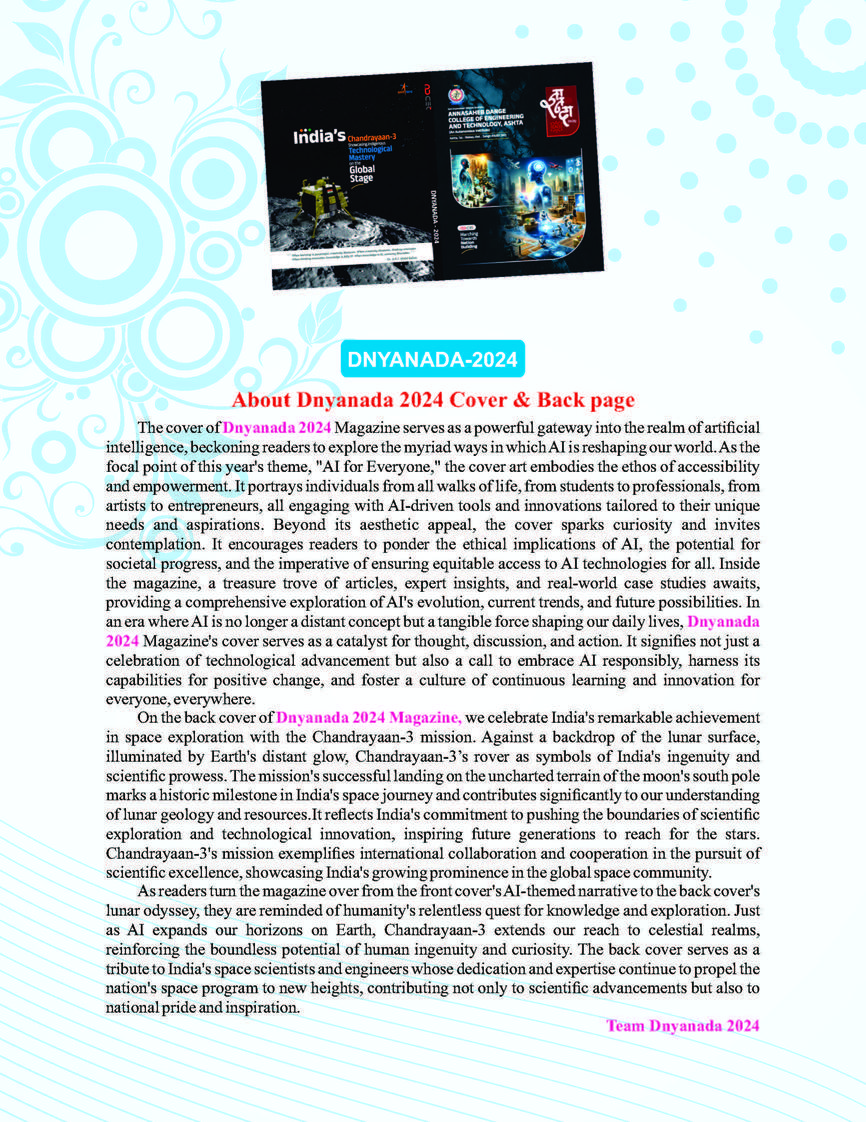 India's Chandrayaan-3
Showcasing Indigenous
Technological
Mastery
on the
Global
Stage
DNYANADA - 2024
ANNASAHEB DANGE
COLLEGE OF ENGINEERING
AND TECHNOLOGY, ASHTA
Marching
Towards
Nation
Building
DNYANADA-2024
About Dnyanada 2024 Cover & Back page
The cover of Dnyanada 2024 Magazine serves as a powerful gateway into the realm of artificial
intelligence, beckoning readers to explore the myriad ways in which AI is reshaping our world. As the
focal point of this year's theme, "AI for Everyone," the cover art embodies the ethos of accessibility
and empowerment. It portrays individuals from all walks of life, from students to professionals, from
artists to entrepreneurs, all engaging with AI-driven tools and innovations tailored to their unique
needs and aspirations. Beyond its aesthetic appeal, the cover sparks curiosity and invites
contemplation. It encourages readers to ponder the ethical implications of AI, the potential for
societal progress, and the imperative of ensuring equitable access to AI technologies for all. Inside
the magazine, a treasure trove of articles, expert insights, and real-world case studies awaits,
providing a comprehensive exploration of AI's evolution, current trends, and future possibilities. In
an era where AI is no longer a distant concept but a tangible force shaping our daily lives, Dnyanada
2024 Magazine's cover serves as a catalyst for thought, discussion, and action. It signifies not just a
celebration of technological advancement but also a call to embrace AI responsibly, harness its
capabilities for positive change, and foster a culture of continuous learning and innovation for
everyone, everywhere.
On the back cover of Dnyanada 2024 Magazine, we celebrate India's remarkable achievement
in space exploration with the Chandrayaan-3 mission. Against a backdrop of the lunar surface,
illuminated by Earth's distant glow, Chandrayaan-3’s rover as symbols of India's ingenuity and
scientific prowess. The mission's successful landing on the uncharted terrain of the moon's south pole
marks a historic milestone in India's space journey and contributes significantly to our understanding
of lunar geology and resources.It reflects India's commitment to pushing the boundaries of scientific
exploration and technological innovation, inspiring future generations to reach for the stars.
Chandrayaan-3's mission exemplifies international collaboration and cooperation in the pursuit of
scientific excellence, showcasing India's growing prominence in the global space community.
As readers turn the magazine over from the front cover's AI-themed narrative to the back cover's
lunar odyssey, they are reminded of humanity's relentless quest for knowledge and exploration. Just
as AI expands our horizons on Earth, Chandrayaan-3 extends our reach to celestial realms,
reinforcing the boundless potential of human ingenuity and curiosity. The back cover serves as a
tribute to India's space scientists and engineers whose dedication and expertise continue to propel the
nation's space program to new heights, contributing not only to scientific advancements but also to
national pride and inspiration.
Team Dnyanada 2024